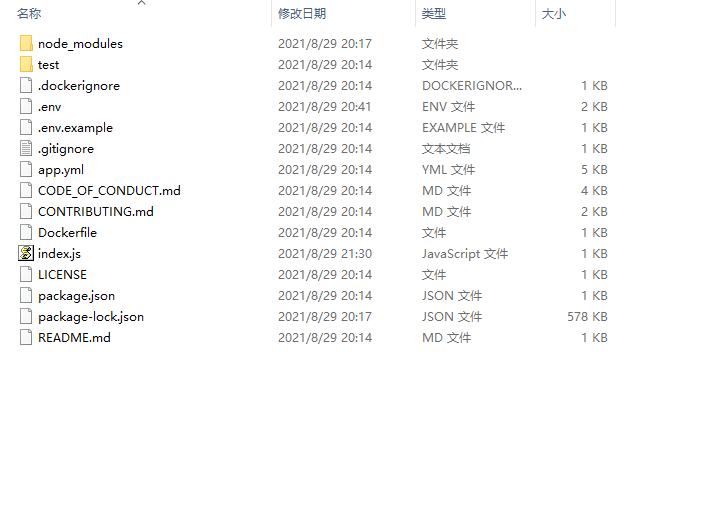 名称 修改日期 类型 大小
node_modules 2021/8/29 20:17 文件夹
test 2021/8/29 20:14 文件夹
.dockerignore 2021/8/29 20:14 DOCKERIGNOR... 1 KB
.env 2021/8/29 20:41 ENV 文件 2 KB
.env.example 2021/8/29 20:14 EXAMPLE 文件 1 KB
.gitignore 2021/8/29 20:14 文本文档 1 KB
app.yml 2021/8/29 20:14 YML 文件 5 KB
CODE_OF_CONDUCT.md 2021/8/29 20:14 MD 文件 4 KB
CONTRIBUTING.md 2021/8/29 20:14 MD 文件 2 KB
Dockerfile 2021/8/29 20:14 文件 1 KB
index.js 2021/8/29 21:30 JavaScript 文件 1 KB
LICENSE 2021/8/29 20:14 文件 1 KB
package.json 2021/8/29 20:14 JSON 文件 1 KB
package-lock.json 2021/8/29 20:17 JSON 文件 578 KB
README.md 2021/8/29 20:14 MD 文件 1 KB